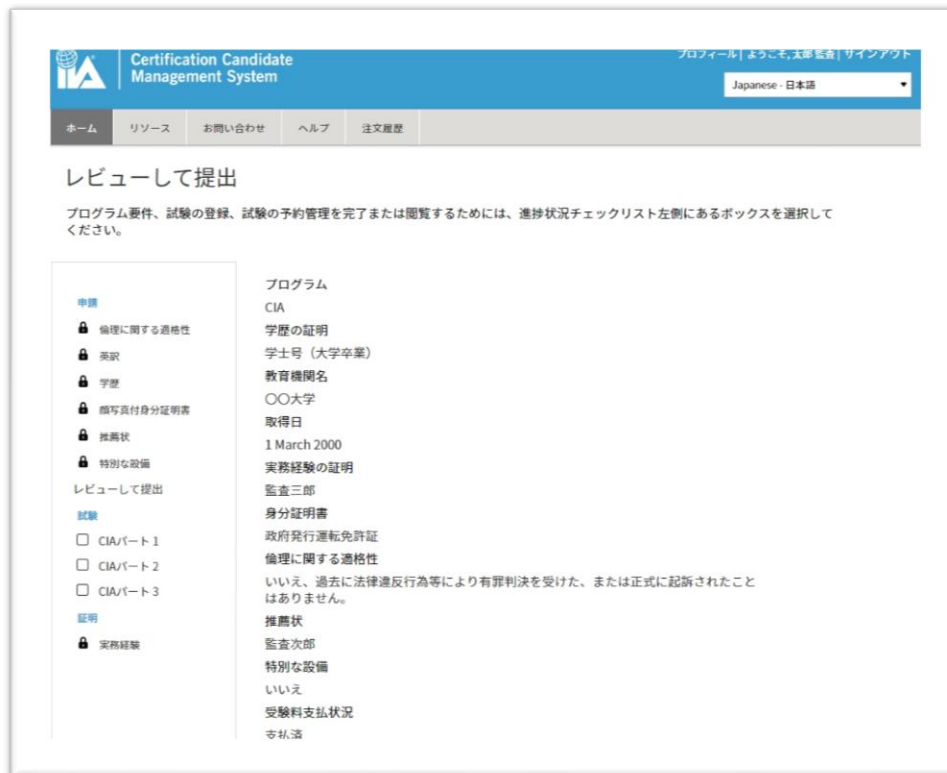 IIA
Certification Candidate
Management System
プロフィール| ようこそ,太郎 監査| サインアウト
Japanese - 日本語
ホーム
リソース
お問い合わせ
ヘルプ
注文履歴
レビューして提出
プログラム要件、試験の登録、試験の予約管理を完了または閲覧するためには、進捗状況チェックリスト左側にあるボックスを選択して
ください。
申請
倫理に関する適格性
英訳
学歴
顔写真付身分証明書
推薦状
特別な設備
レビューして提出
試験
CIAパート 1
CIAパート 2
CIAパート 3
証明
実務経験
プログラム
CIA
学歴の証明
学士号（大学卒業）
教育機関名
〇〇大学
取得日
1 March 2000
実務経験の証明
監査三郎
身分証明書
政府発行運転免許証
倫理に関する適格性
いいえ、過去に法律違反行為等により有罪判決を受けた、または正式に起訴されたこと
はありません。
推薦状
監査次郎
特別な設備
いいえ
受験料支払状況
支払済